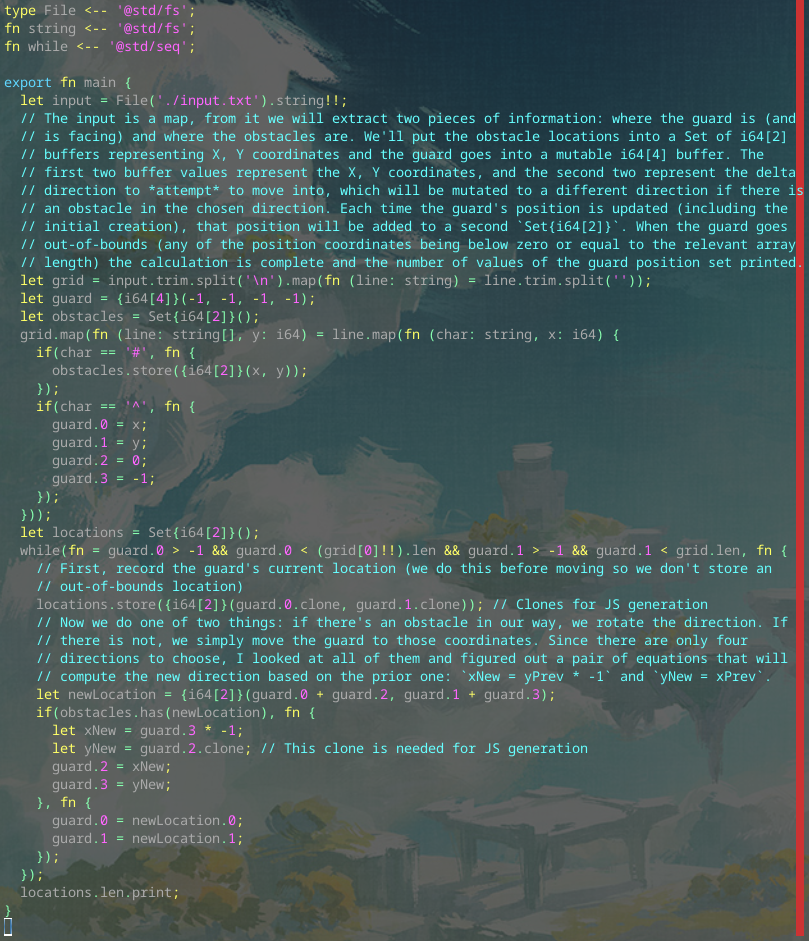 type File <-- '@std/fs';
fn string <-- '@std/fs';
fn while <-- '@std/seq';

export fn main {
  let input = File('./input.txt').string!!;
  // The input is a map, from it we will extract two pieces of information: where the guard is (and
  // is facing) and where the obstacles are. We'll put the obstacle locations into a Set of i64[2]
  // buffers representing X, Y coordinates and the guard goes into a mutable i64[4] buffer. The
  // first two buffer values represent the X, Y coordinates, and the second two represent the delta
  // direction to *attempt* to move into, which will be mutated to a different direction if there is
  // an obstacle in the chosen direction. Each time the guard's position is updated (including the
  // initial creation), that position will be added to a second `Set{i64[2]}`. When the guard goes
  // out-of-bounds (any of the position coordinates being below zero or equal to the relevant array
  // length) the calculation is complete and the number of values of the guard position set printed.
  let grid = input.trim.split('\n').map(fn (line: string) = line.trim.split(''));
  let guard = {i64[4]}(-1, -1, -1, -1);
  let obstacles = Set{i64[2]}();
  grid.map(fn (line: string[], y: i64) = line.map(fn (char: string, x: i64) {
    if(char == '#', fn {
      obstacles.store({i64[2]}(x, y));
    });
    if(char == '^', fn {
      guard.0 = x;
      guard.1 = y;
      guard.2 = 0;
      guard.3 = -1;
    });
  }));
  let locations = Set{i64[2]}();
  while(fn = guard.0 > -1 && guard.0 < (grid[0]!!).len && guard.1 > -1 && guard.1 < grid.len, fn {
    // First, record the guard's current location (we do this before moving so we don't store an
    // out-of-bounds location)
    locations.store({i64[2]}(guard.0.clone, guard.1.clone)); // Clones for JS generation
    // Now we do one of two things: if there's an obstacle in our way, we rotate the direction. If
    // there is not, we simply move the guard to those coordinates. Since there are only four
    // directions to choose, I looked at all of them and figured out a pair of equations that will
    // compute the new direction based on the prior one: `xNew = yPrev * -1` and `yNew = xPrev`.
    let newLocation = {i64[2]}(guard.0 + guard.2, guard.1 + guard.3);
    if(obstacles.has(newLocation), fn {
      let xNew = guard.3 * -1;
      let yNew = guard.2.clone; // This clone is needed for JS generation
      guard.2 = xNew;
      guard.3 = yNew;
    }, fn {
      guard.0 = newLocation.0;
      guard.1 = newLocation.1;
    });
  });
  locations.len.print;
}